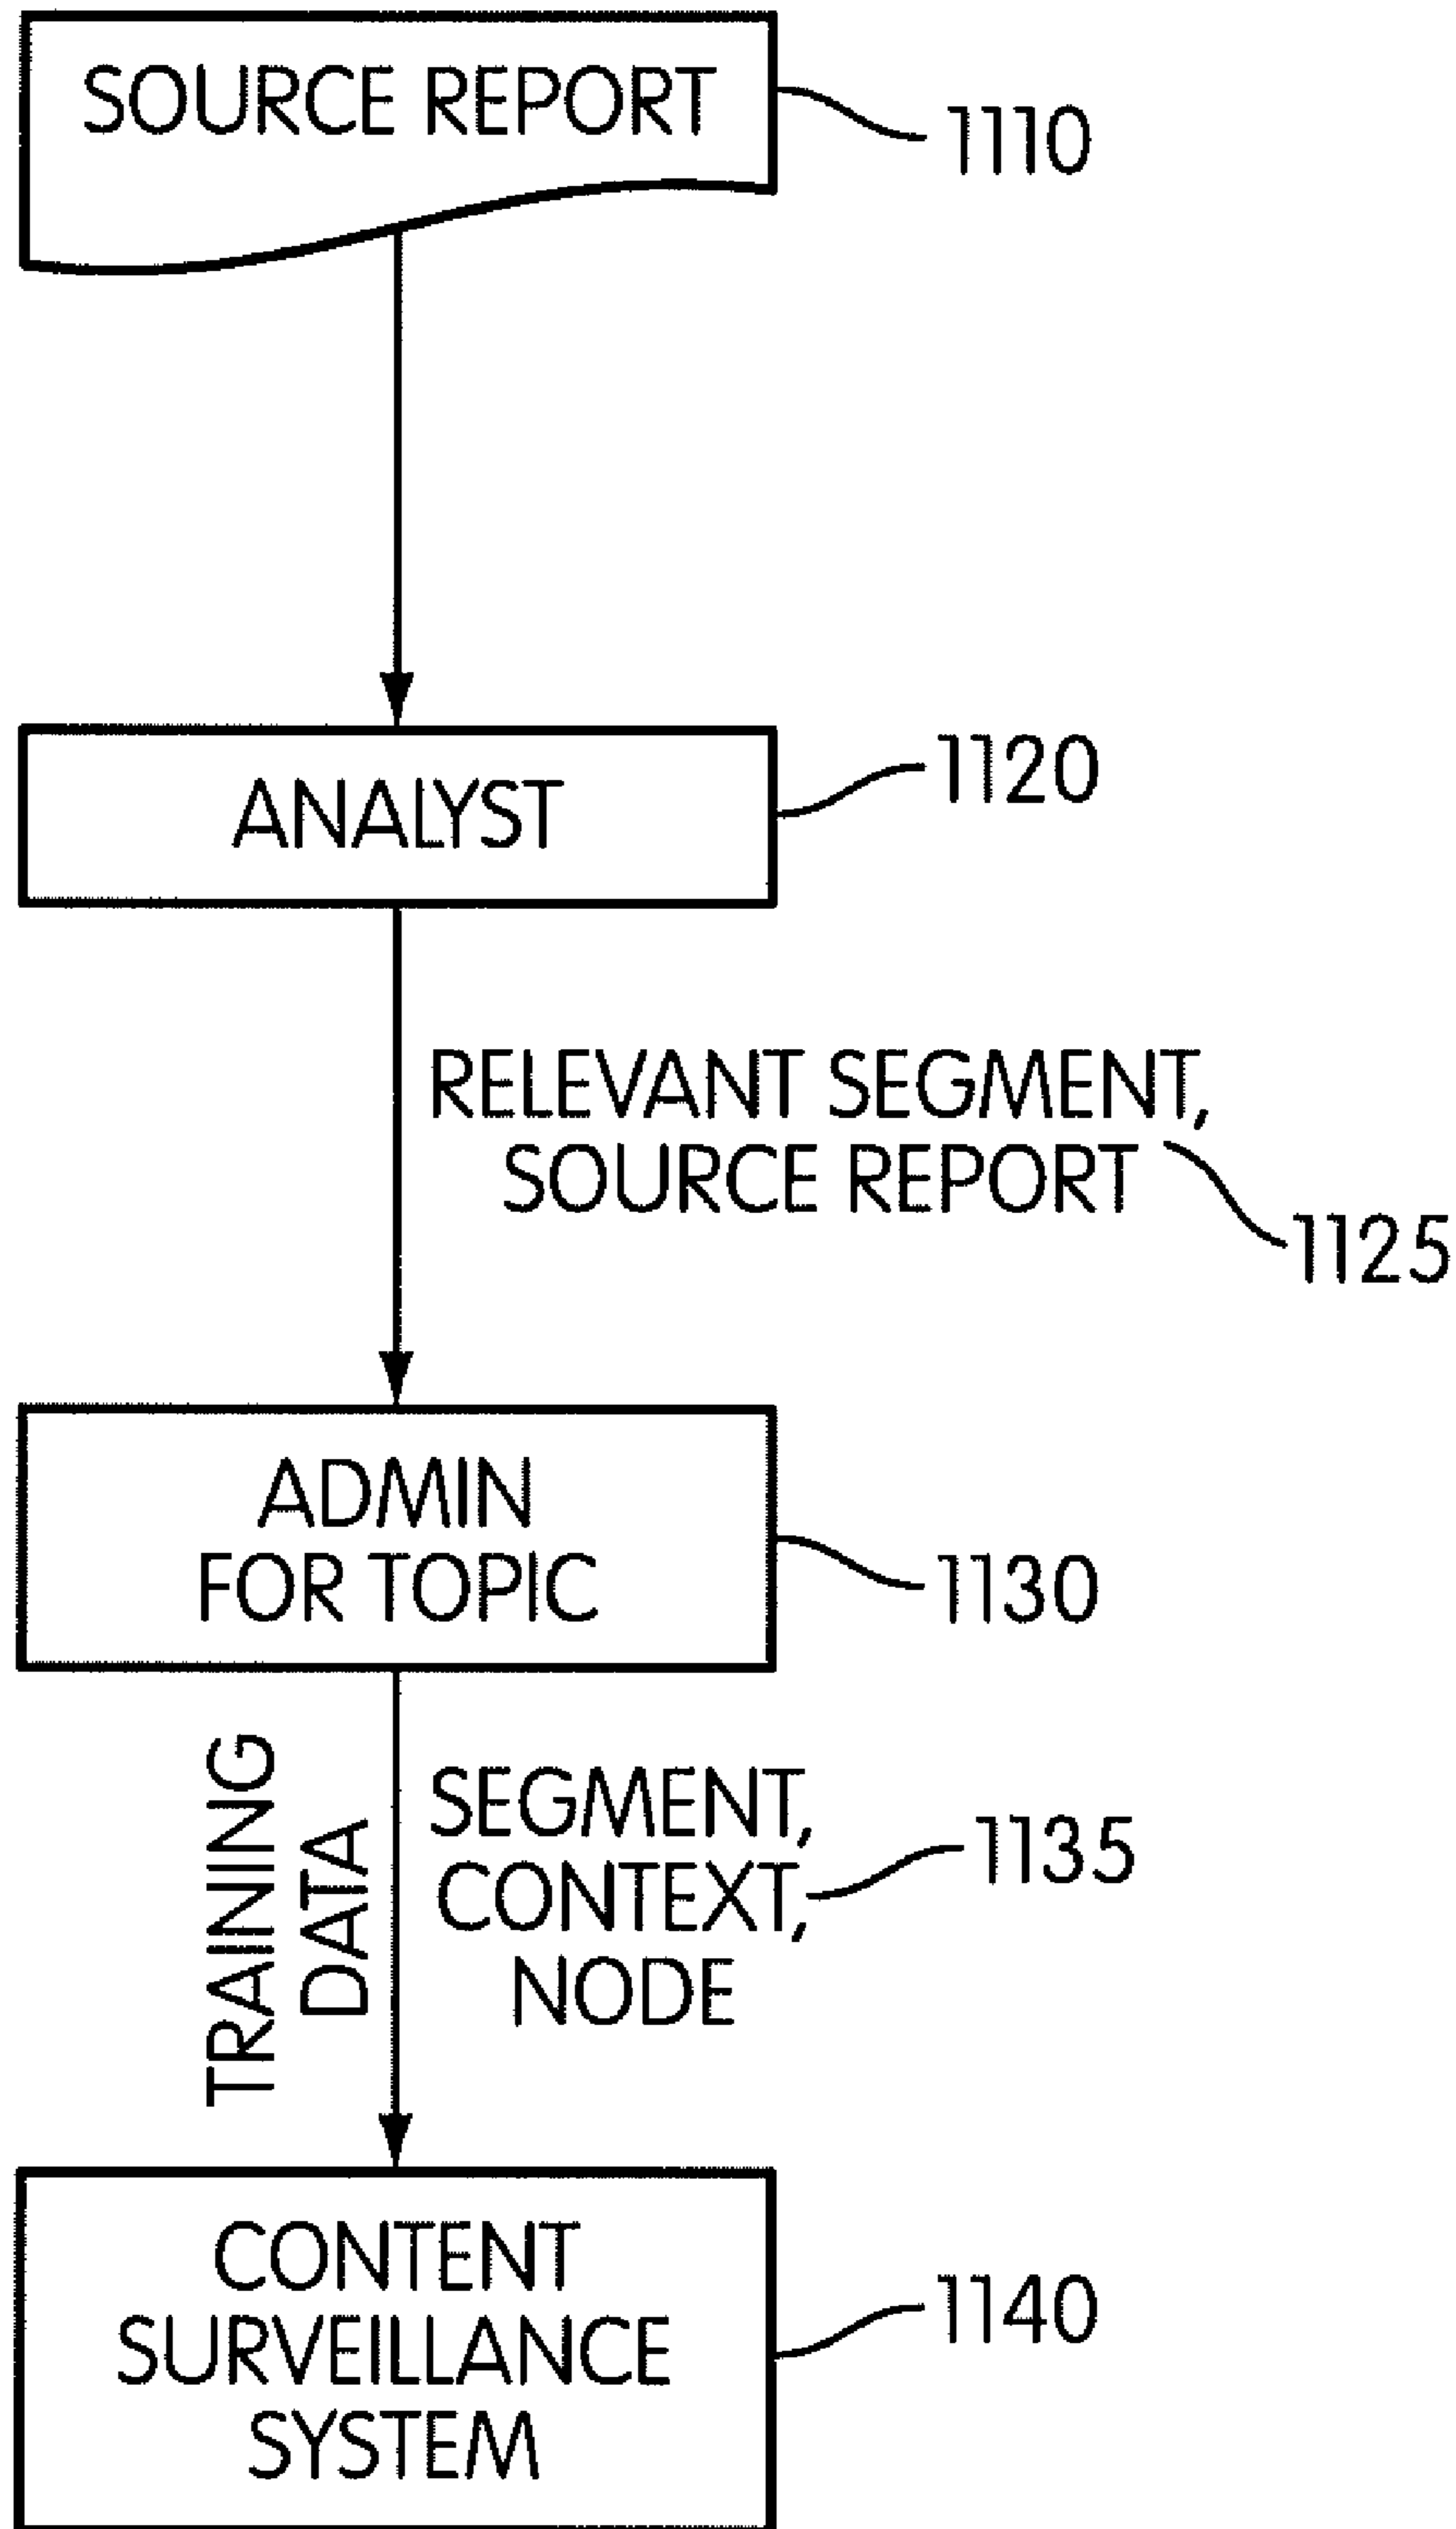 SOURCE REPORT
1110
ANALYST
1120
RELEVANT SEGMENT,
SOURCE REPORT
1125
ADMIN
FOR TOPIC
1130
TRAINING
DATA
SEGMENT,
CONTEXT,
NODE
1135
CONTENT
SURVEILLANCE
SYSTEM
1140